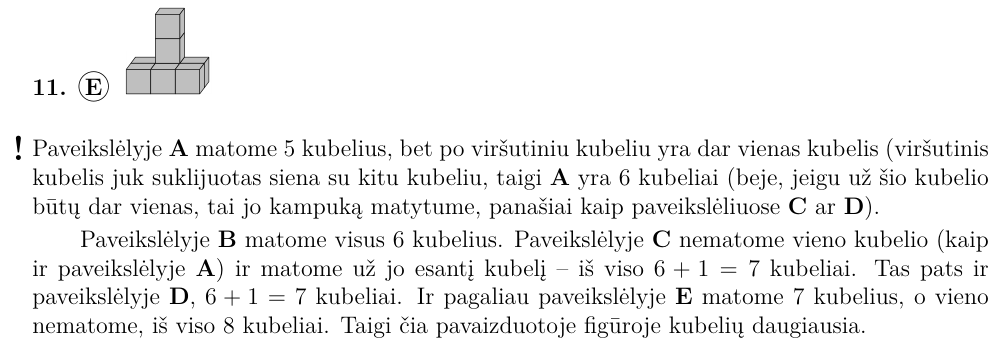 11. E
! Paveikslėlyje A matome 5 kubelius, bet po viršutiniu kubeliu yra dar vienas kubelis (viršutinis
kubelis juk suklijuotas siena su kitu kubeliu, taigi A yra 6 kubeliai (beje, jeigu už šio kubelio
būtų dar vienas, tai jo kampuką matytume, panašiai kaip paveikslėliuose C ar D).
Paveikslėlyje B matome visus 6 kubelius. Paveikslėlyje C nematome vieno kubelio (kaip
ir paveikslėlyje A) ir matome už jo esantį kubelį – iš viso 6 + 1 = 7 kubeliai. Tas pats ir
paveikslėlyje D, 6 + 1 = 7 kubeliai. Ir pagaliau paveikslėlyje E matome 7 kubelius, o vieno
nematome, iš viso 8 kubeliai. Taigi čia pavaizduotoje figūroje kubelių daugiausia.